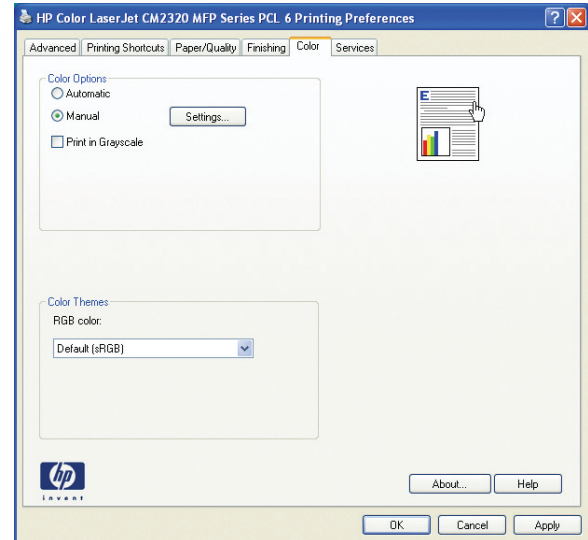 HP Color LaserJet CM2320 MFP Series PCL 6 Printing Preferences
Advanced Printing Shortcuts Paper/Quality Finishing Color Services
Color Options
Automatic
Manual Settings...
Print in Grayscale
E
Color Themes
RGB color:
Default (sRGB)
hp
invent
About... Help
OK Cancel Apply